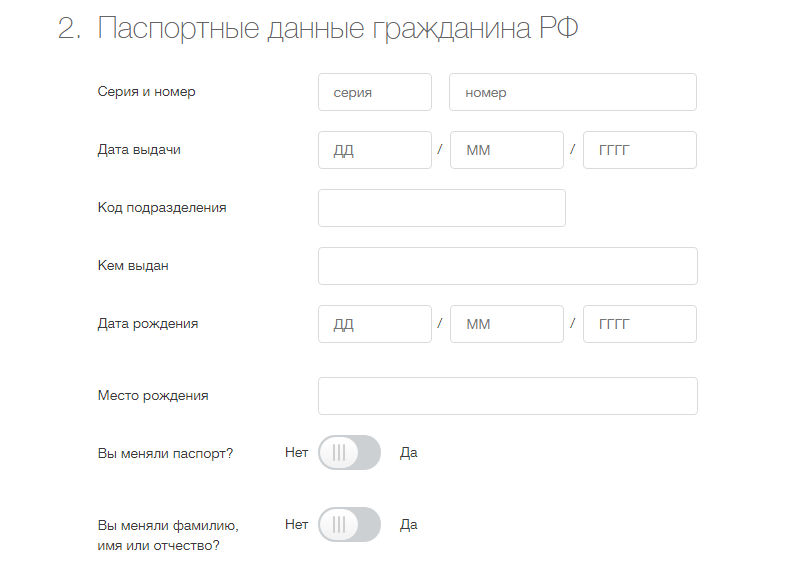 2. Паспортные данные гражданина РФ
Серия и номер серия номер
Дата выдачи ДД / ММ / ГГГГ
Код подразделения
Кем выдан
Дата рождения ДД / ММ / ГГГГ
Место рождения
Вы меняли паспорт? Нет Да
Вы меняли фамилию, Нет Да
имя или отчество?